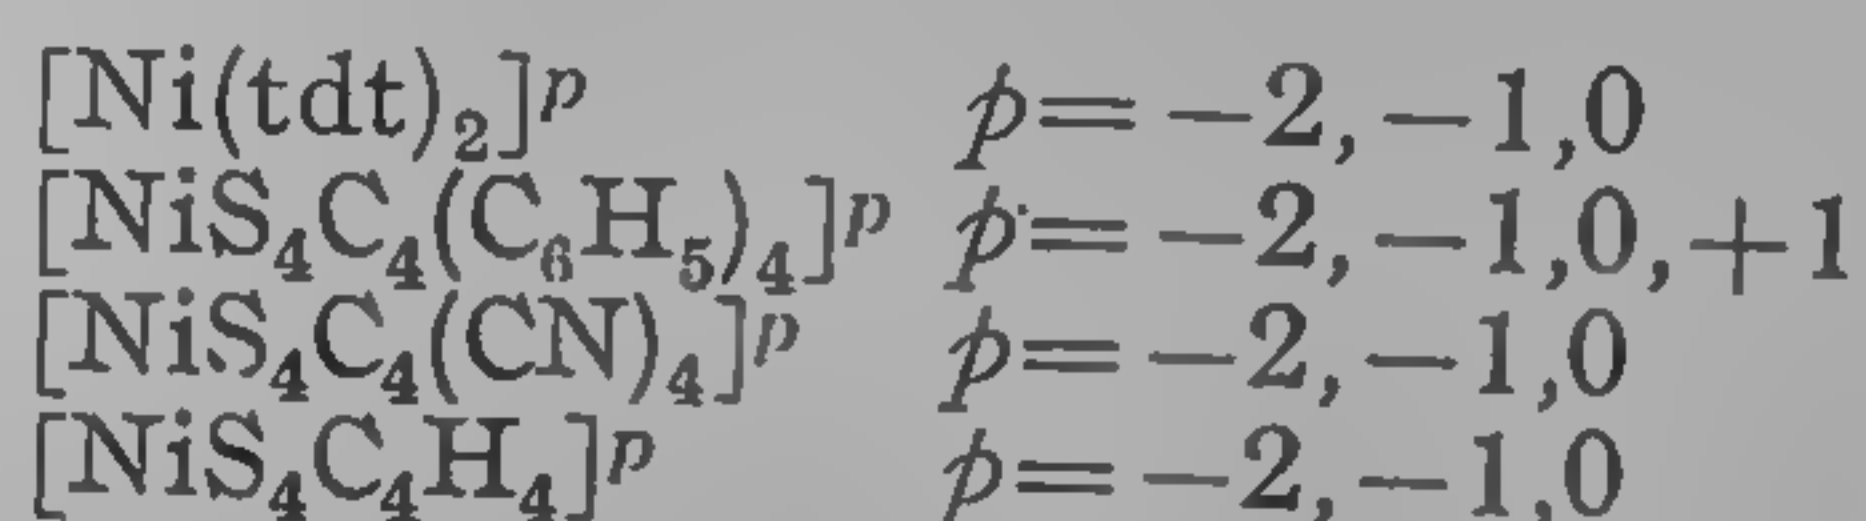 [Ni(tdt)₂]ᵖ p=−2,−1,0
[NiS₄C₄(C₆H₅)₄]ᵖ p=−2,−1,0,+1
[NiS₄C₄(CN)₄]ᵖ p=−2,−1,0
[NiS₄C₄H₄]ᵖ p=−2,−1,0